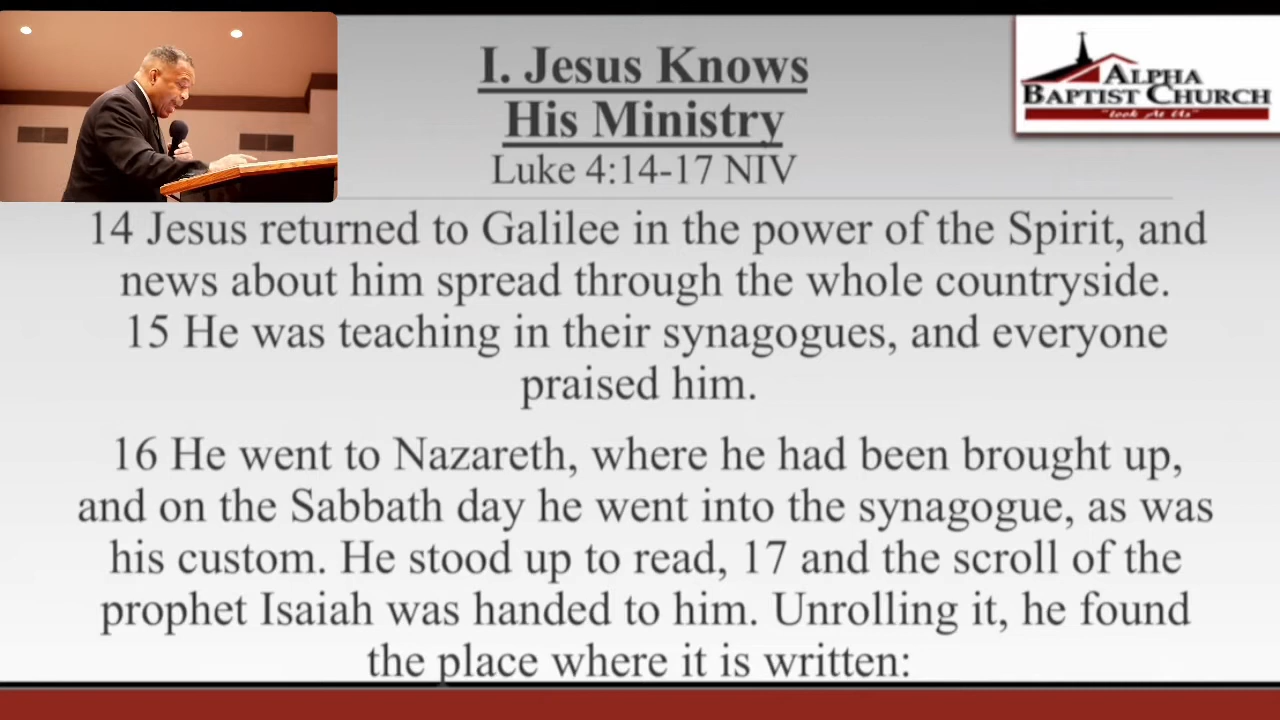 I. Jesus Knows
His Ministry
Luke 4:14-17 NIV
ALPHA
BAPTIST CHURCH
"Look At Us"
14 Jesus returned to Galilee in the power of the Spirit, and
news about him spread through the whole countryside.
15 He was teaching in their synagogues, and everyone
praised him.
16 He went to Nazareth, where he had been brought up,
and on the Sabbath day he went into the synagogue, as was
his custom. He stood up to read, 17 and the scroll of the
prophet Isaiah was handed to him. Unrolling it, he found
the place where it is written: